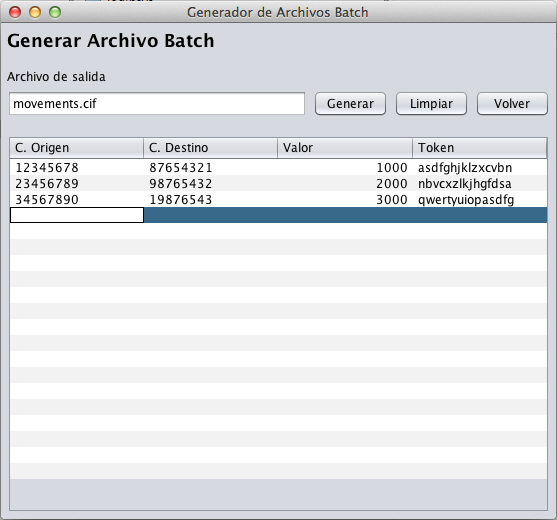 Generador de Archivos Batch
Generar Archivo Batch
Archivo de salida
movements.cif Generar Limpiar Volver
C. Origen C. Destino Valor Token
12345678 87654321 1000 asdfghjklzxcvbn
23456789 98765432 2000 nbvcxzlkjhgfdsa
34567890 19876543 3000 qwertyuiopasdfg